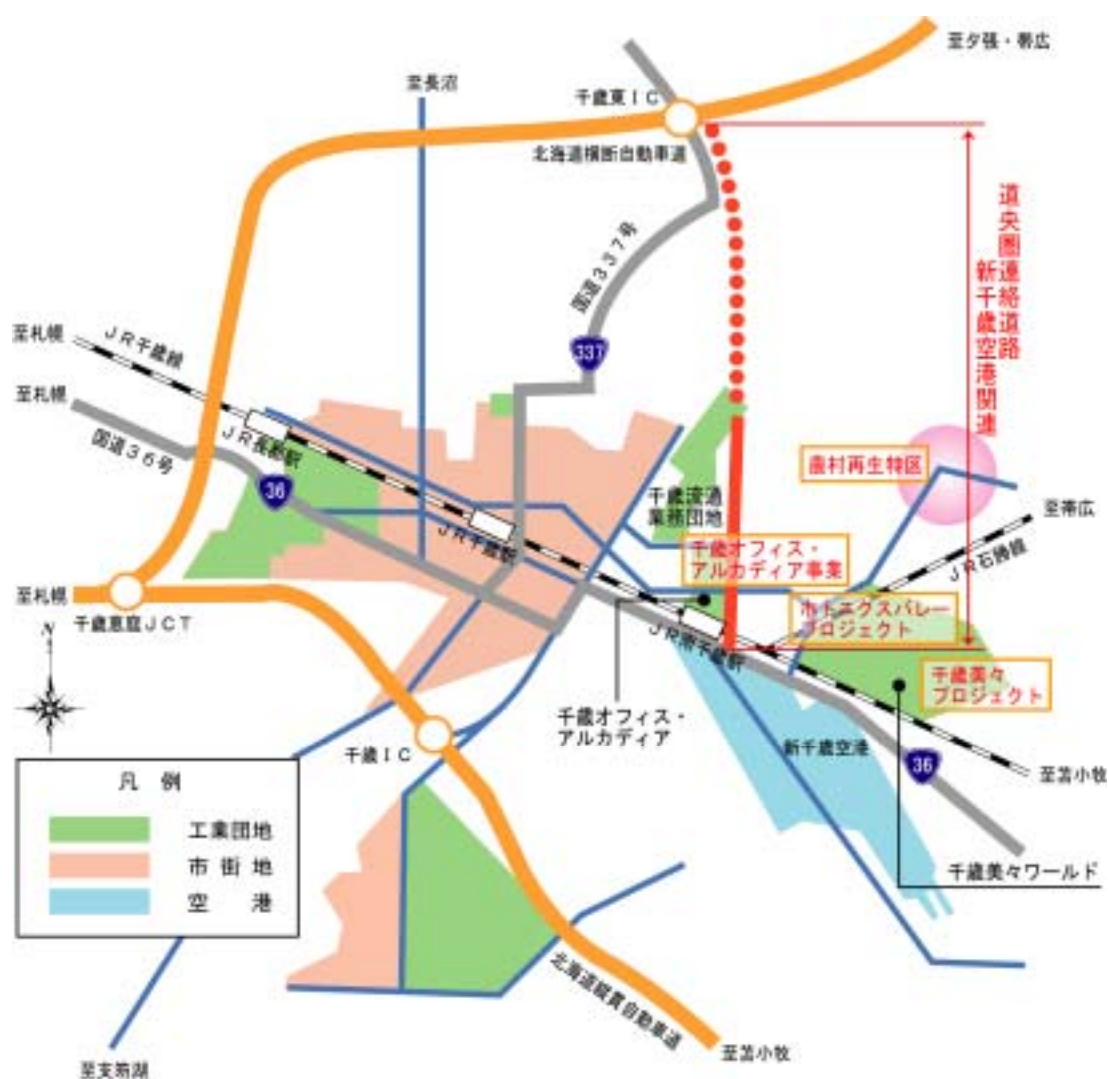 至夕張・帯広
至長沼
千歳東IC
北海道横断自動車道
国道337号
337
道央圏連絡道路
新千歳空港関連
至札幌
JR千歳線
至札幌
国道36号
JR長都駅
36
農村再生特区
千歳流通
業務団地
JR千歳駅
至帯広
JR石勝線
千歳オフィス・
アルカディア事業
至札幌
千歳恵庭JCT
N
ホトニクスバレー
プロジェクト
JR南千歳駅
千歳美々
プロジェクト
千歳オフィス・
アルカディア
千歳IC
新千歳空港
36
至苫小牧
凡 例
工業団地
市 街 地
空 港
千歳美々ワールド
北海道縦貫自動車道
至苫小牧
至支笏湖